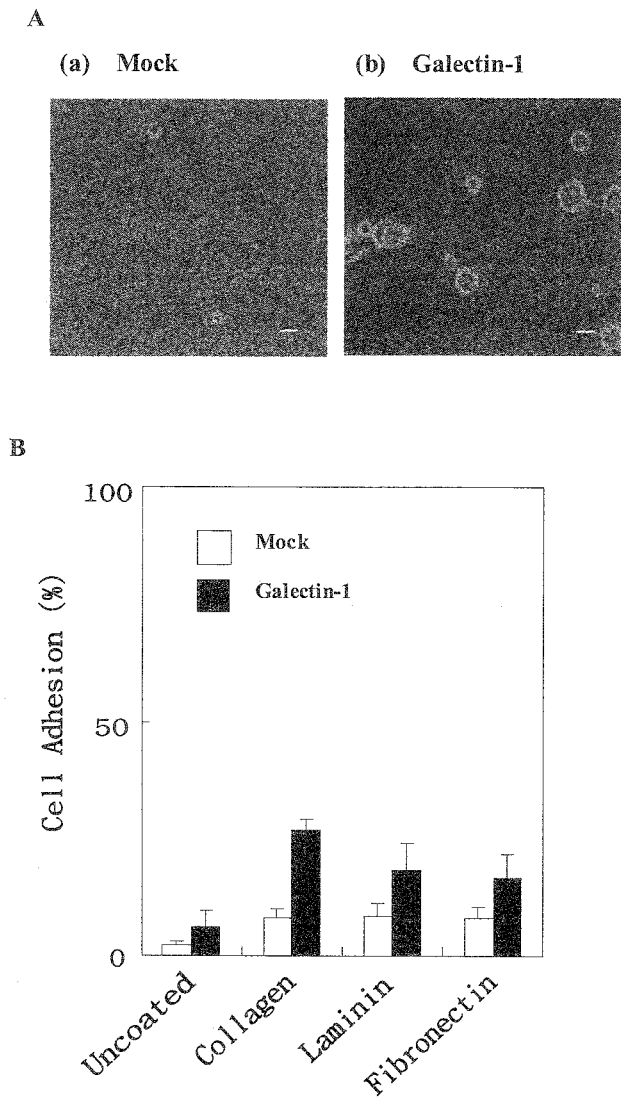 A
(a) Mock
(b) Galectin-1
B
100
Mock
Galectin-1
50
0
Cell Adhesion (%)
Uncoated
Collagen
Laminin
Fibronectin